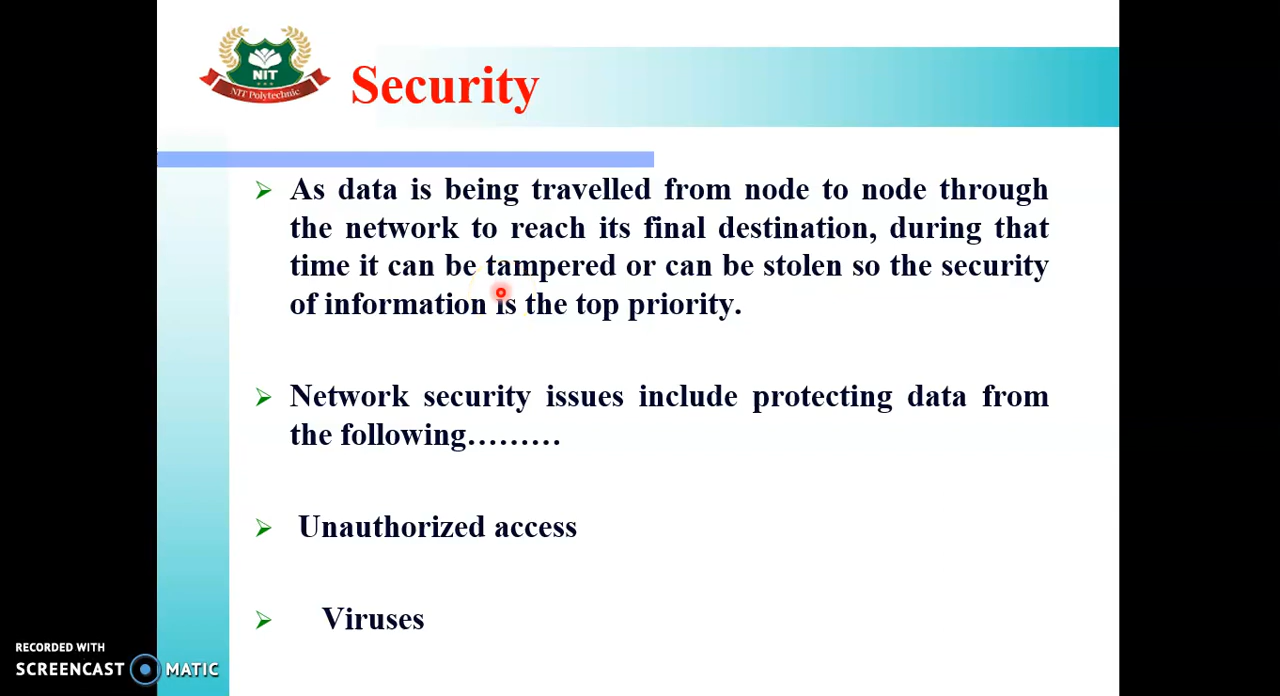 NIT
NIT Polytechnic
Security
As data is being travelled from node to node through
the network to reach its final destination, during that
time it can be tampered or can be stolen so the security
of information is the top priority.
Network security issues include protecting data from
the following.........
Unauthorized access
Viruses
RECORDED WITH
SCREENCAST MATIC